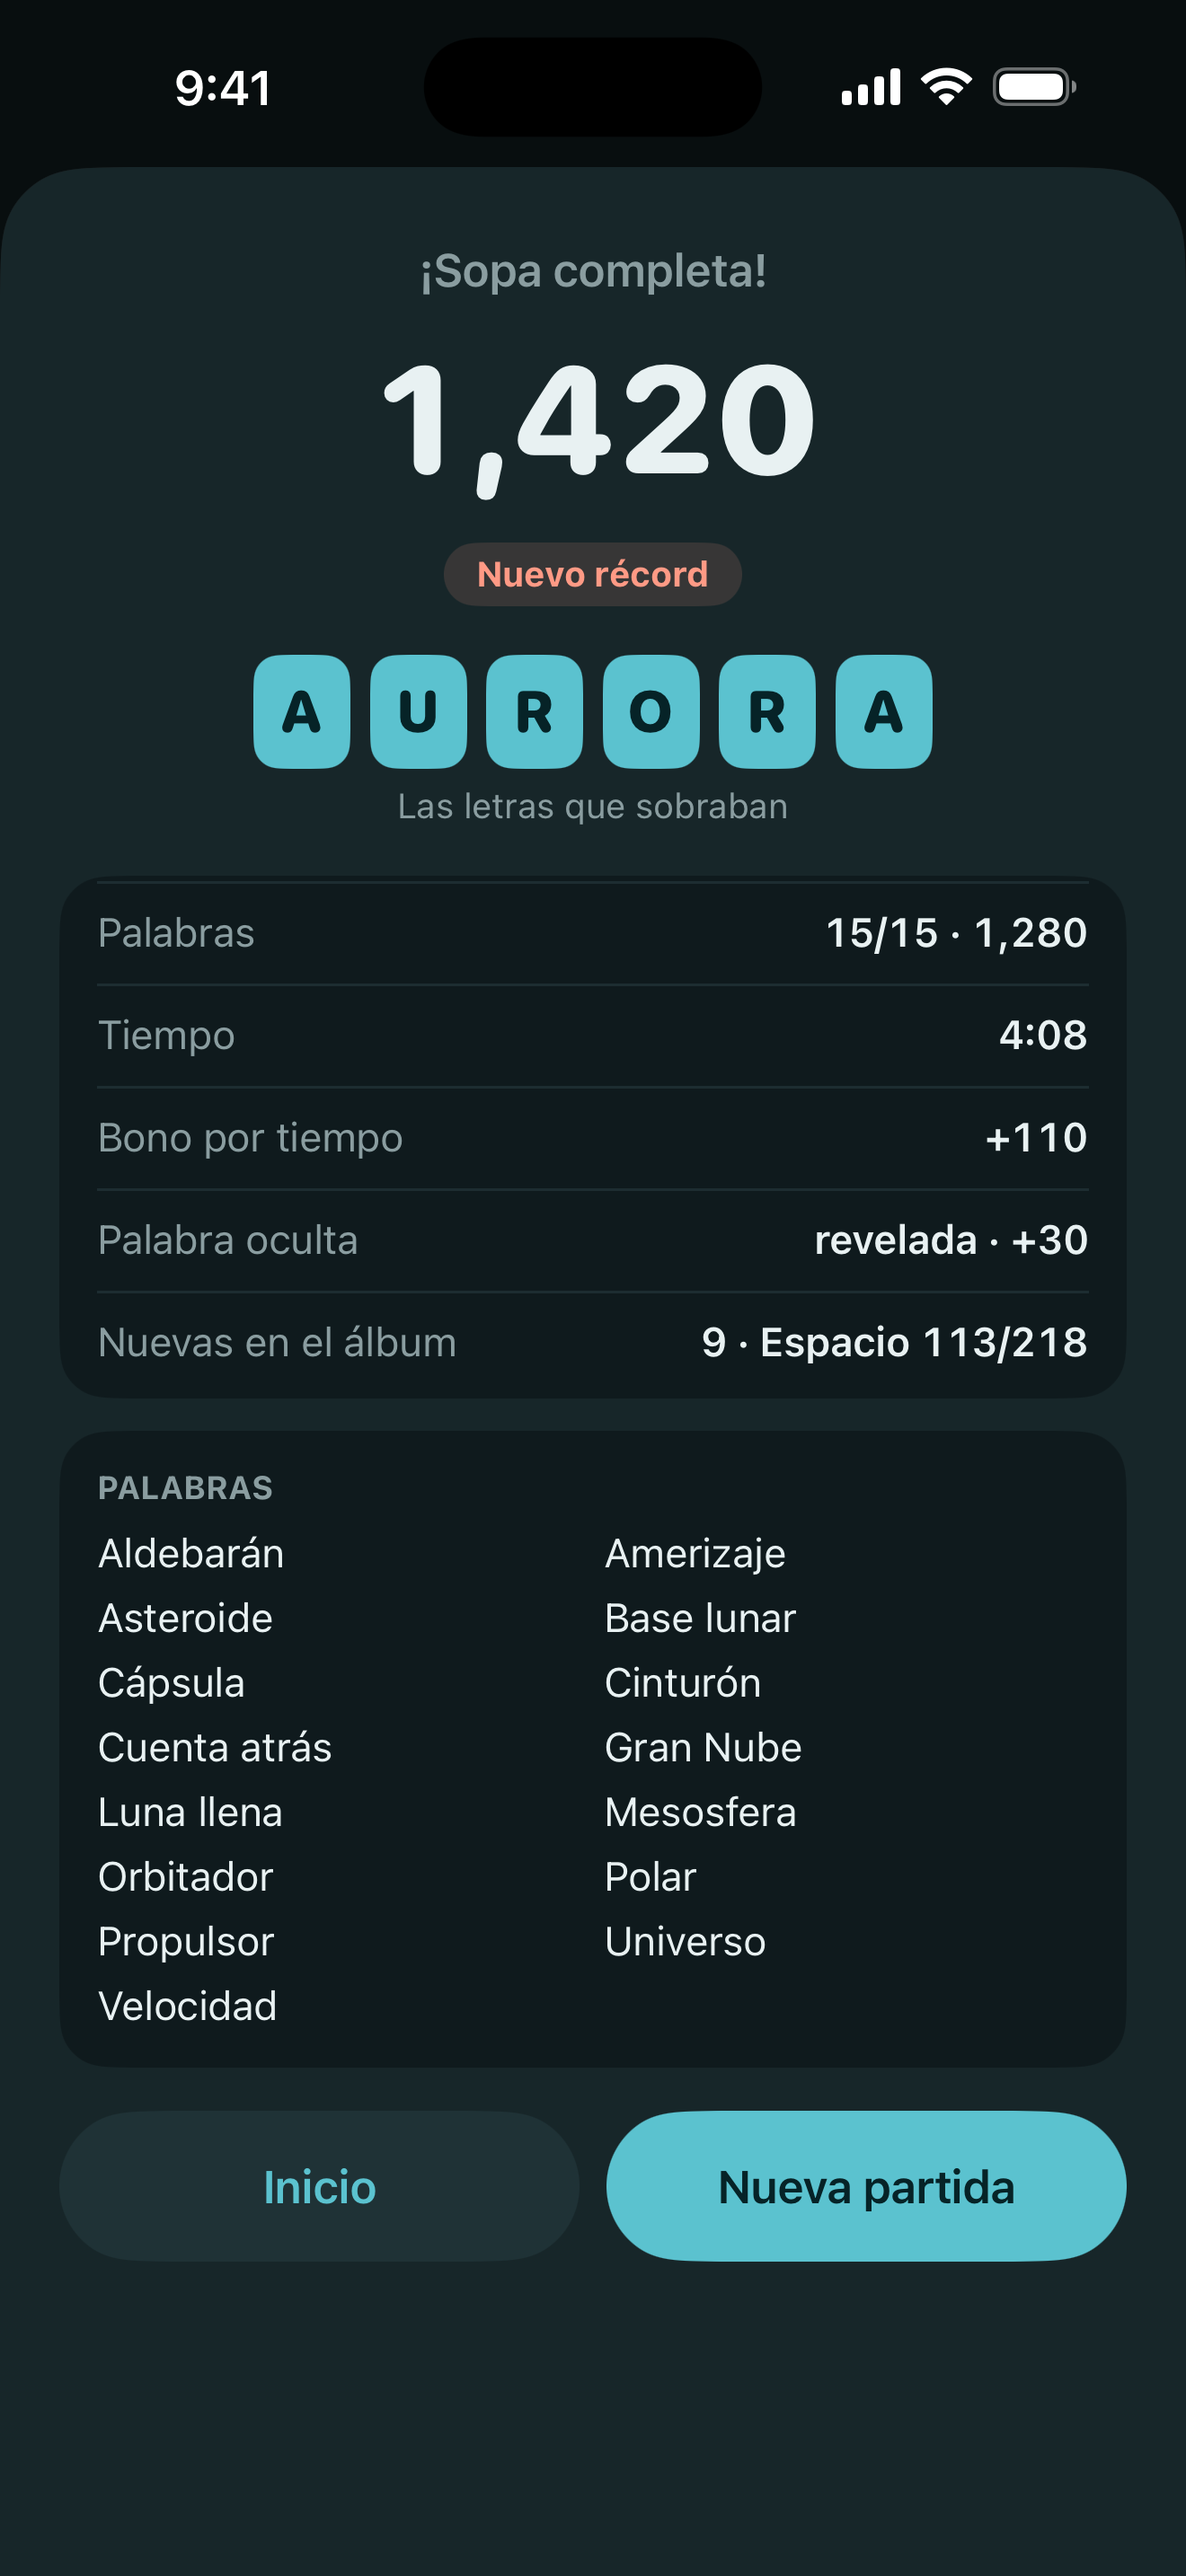 9:41
¡Sopa completa!
1,420
Nuevo récord
A U R O R A
Las letras que sobraban
Palabras 15/15 · 1,280
Tiempo 4:08
Bono por tiempo +110
Palabra oculta revelada · +30
Nuevas en el álbum 9 · Espacio 113/218
PALABRAS
Aldebarán Amerizaje
Asteroide Base lunar
Cápsula Cinturón
Cuenta atrás Gran Nube
Luna llena Mesosfera
Orbitador Polar
Propulsor Universo
Velocidad
Inicio Nueva partida